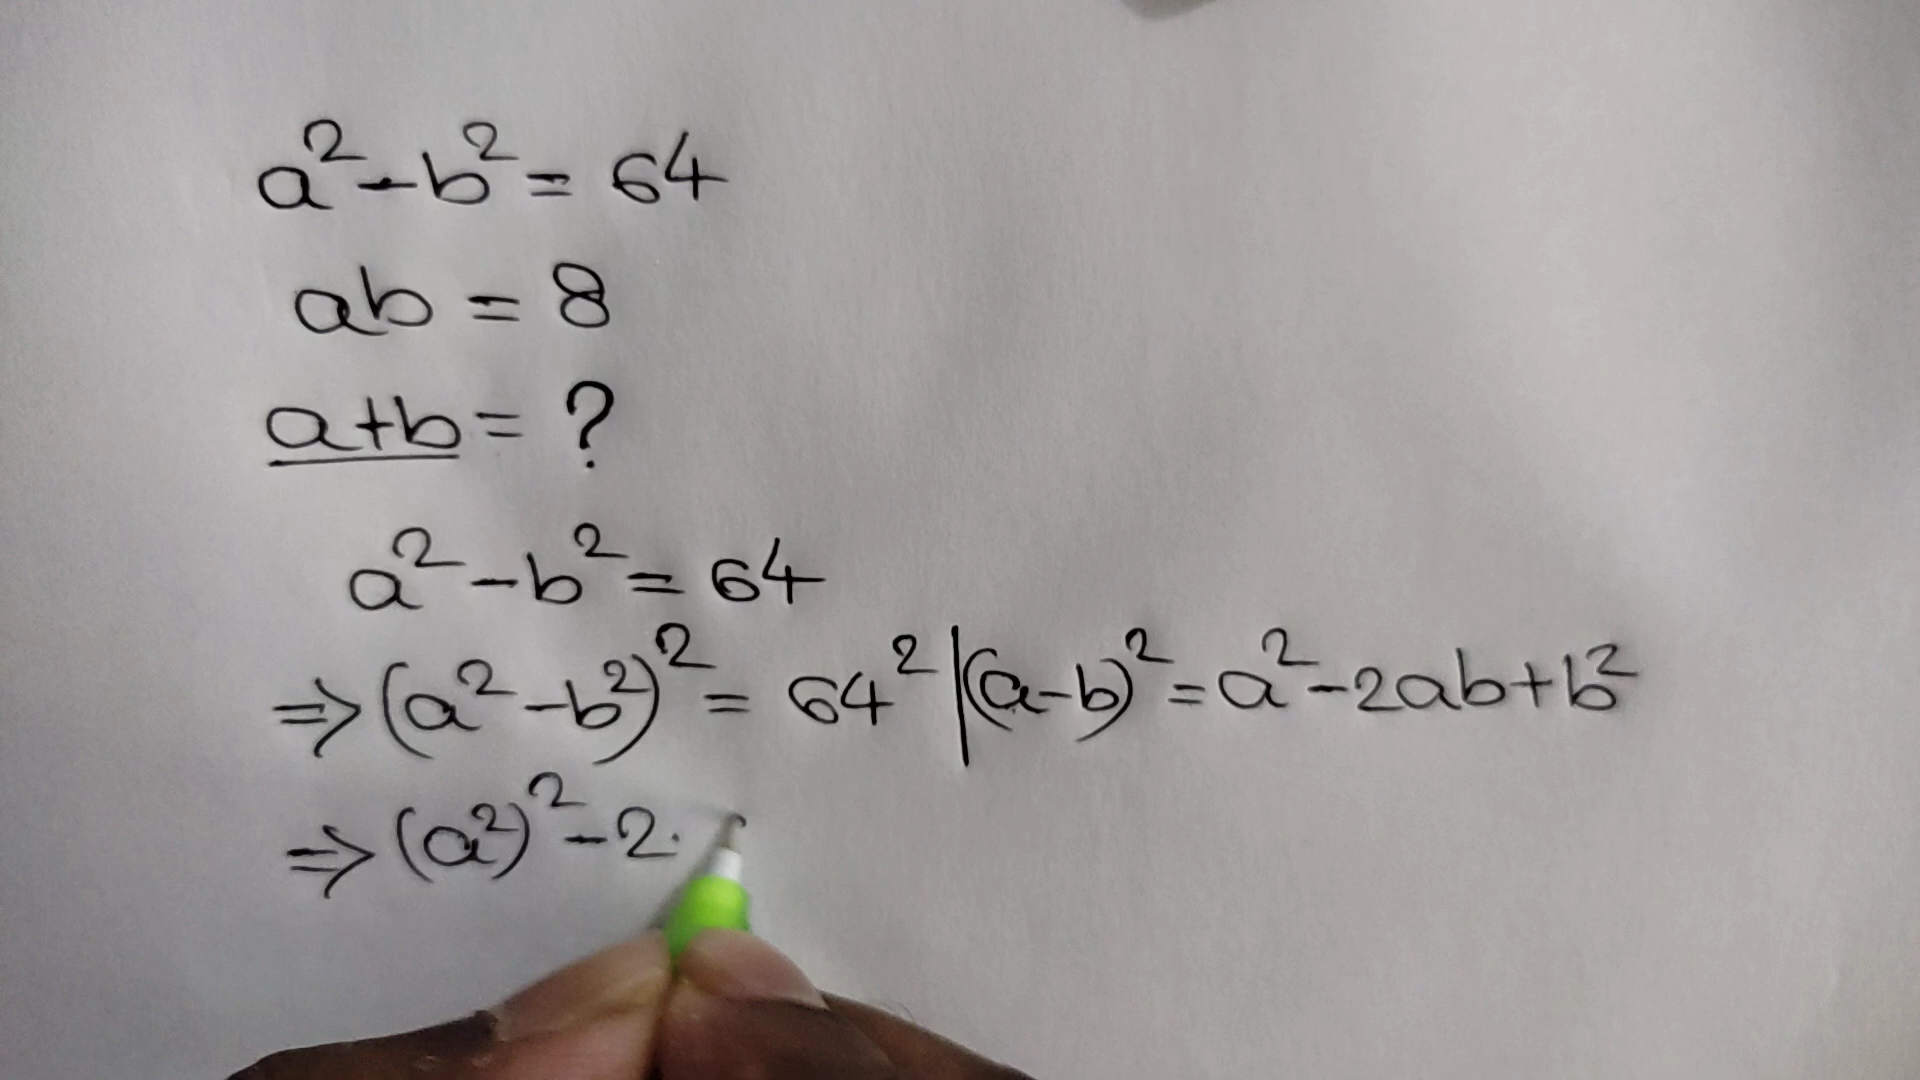 a²-b² = 64
ab = 8
a+b = ?
a²-b² = 64
⇒ (a²-b²)² = 64² | (a-b)² = a²-2ab+b²
⇒ (a²)²-2.